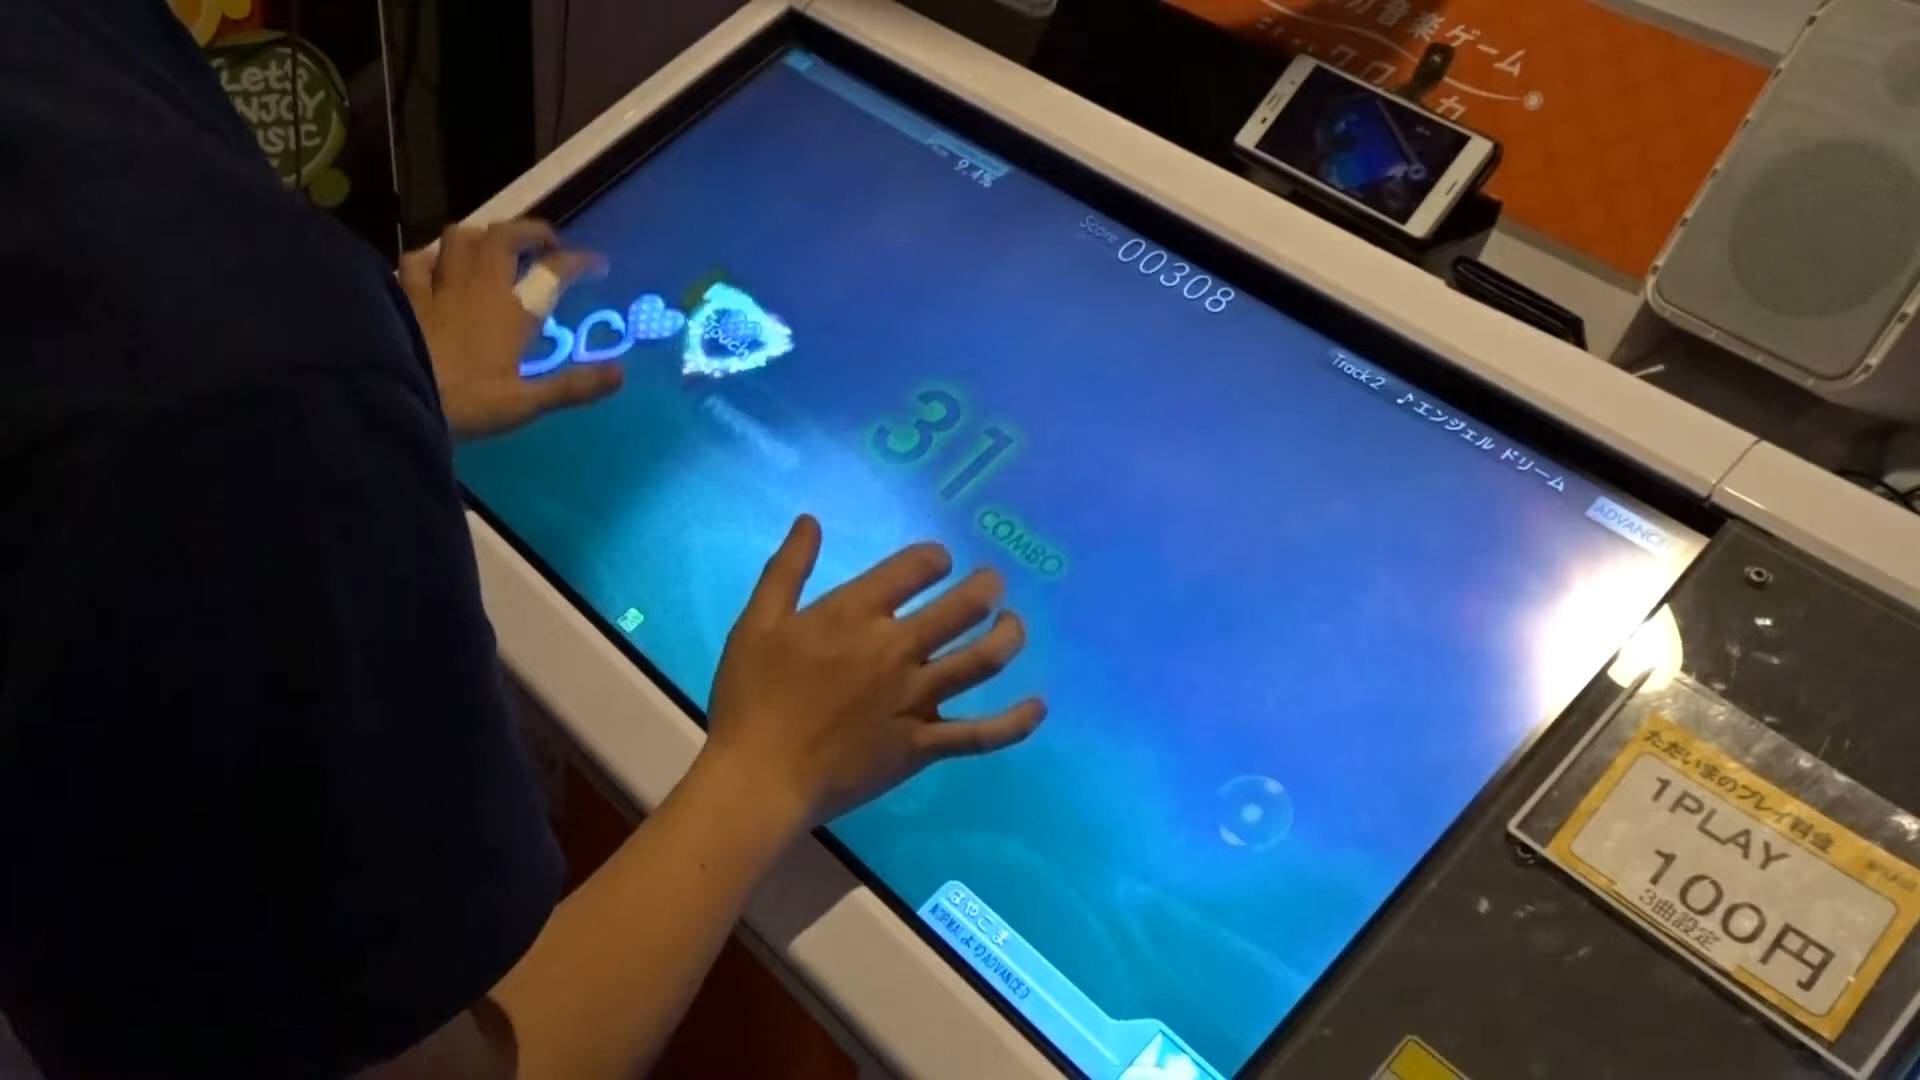 Let's
ENJOY
MUSIC
音楽ゲーム
9.4%
Score 00308
Track 2 ♪エンジェル ドリーム
ADVANCED
Touch
31
COMBO
はやこま
NORMALよりADVANCED
ただいまのプレイ料金
1PLAY
100円
3曲設定